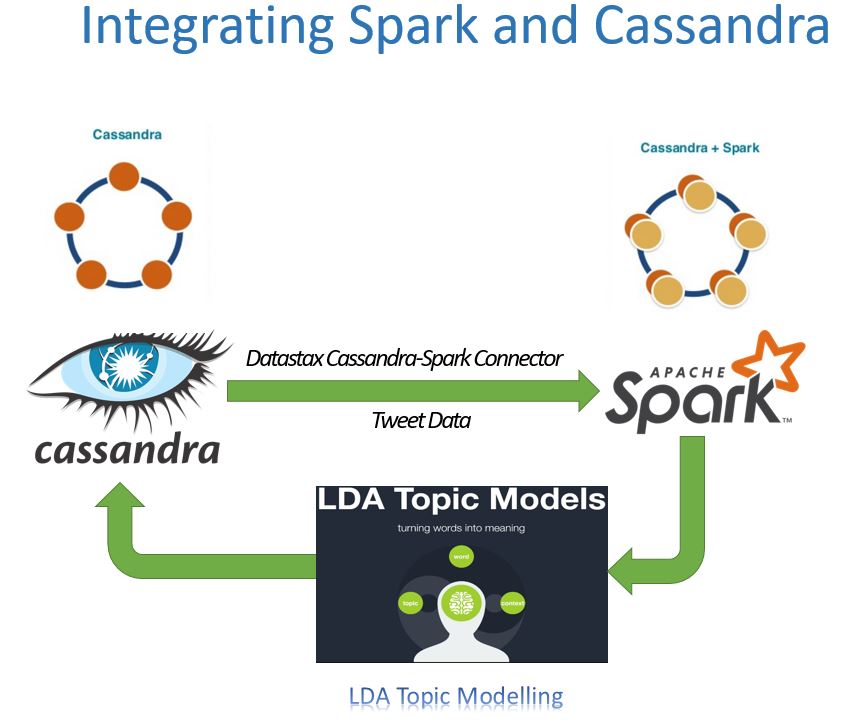 Integrating Spark and Cassandra
Cassandra
Cassandra + Spark
Datastax Cassandra-Spark Connector
Tweet Data
cassandra
APACHE
Spark™
LDA Topic Models
turning words into meaning
word
topic
context
LDA Topic Modelling